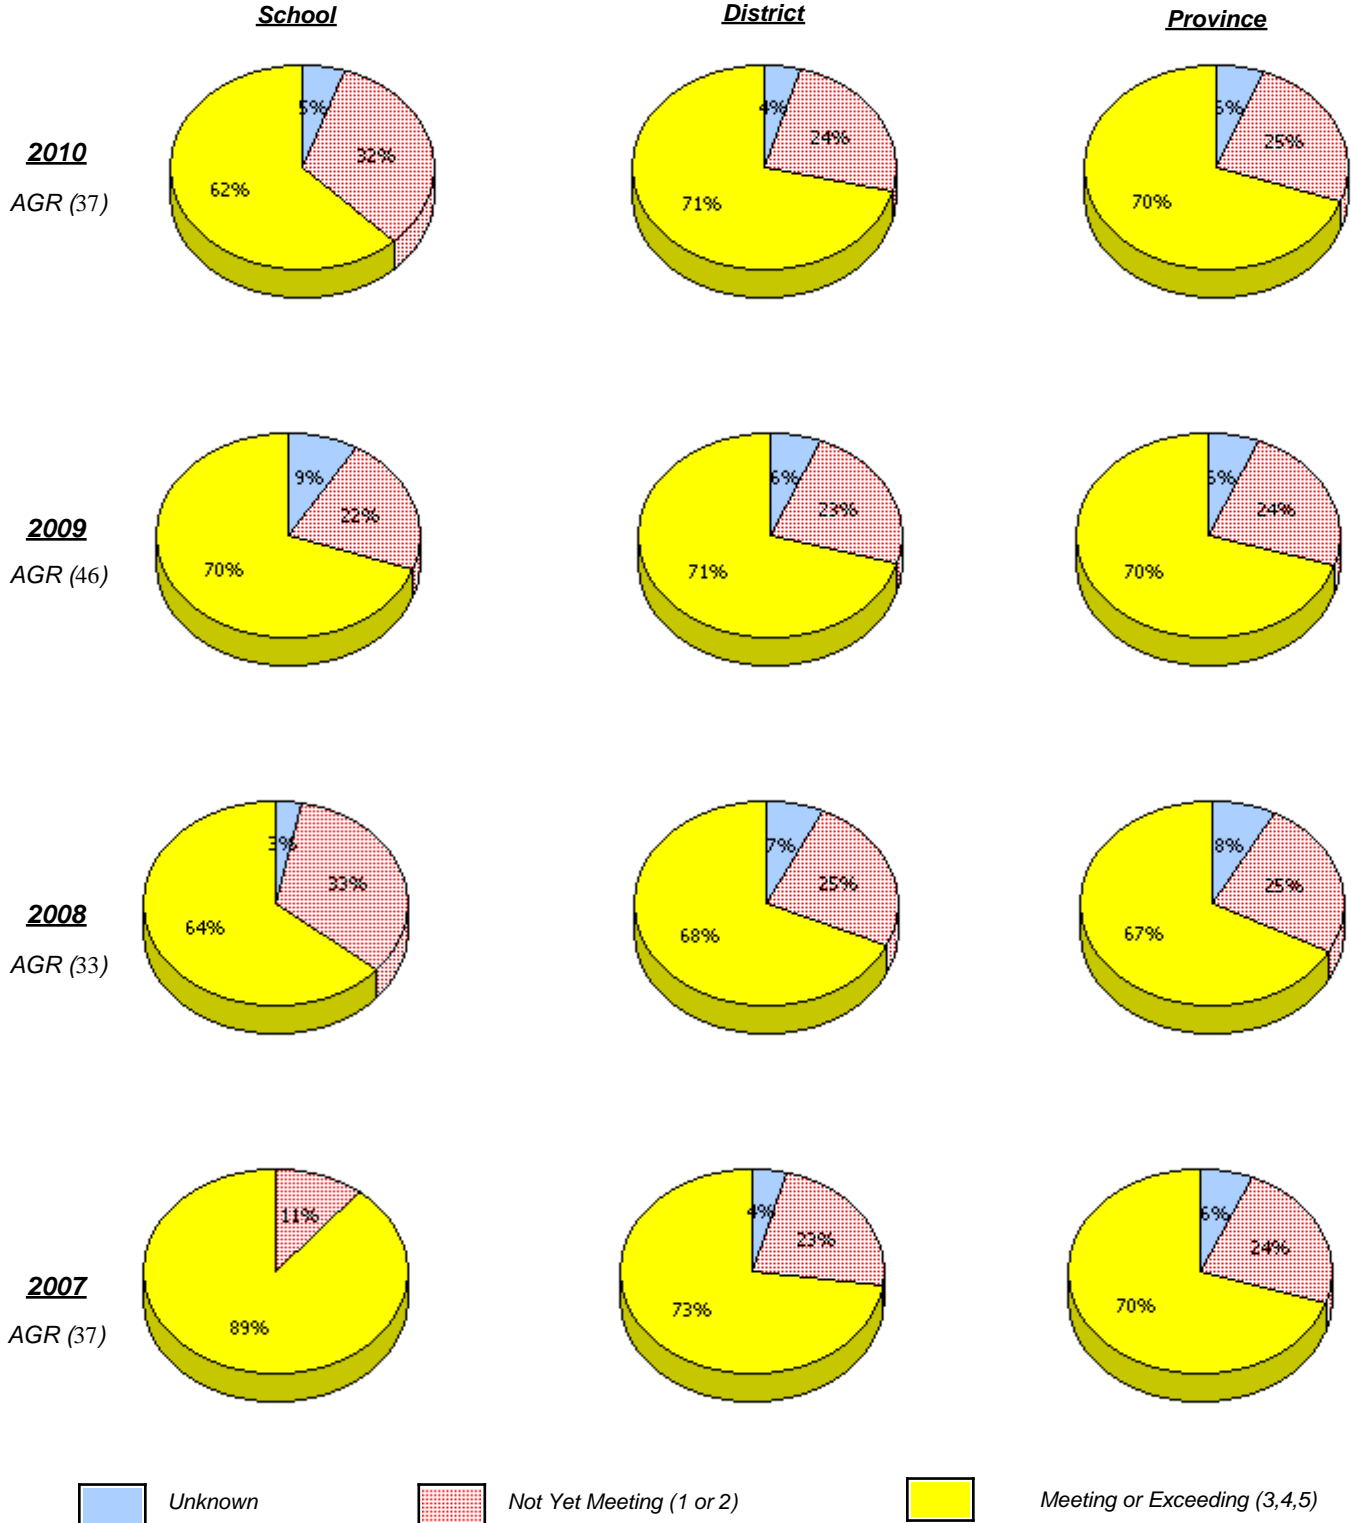 School District Province
5% 4% 5%
32% 24% 25%
2010
62% 71% 70%
AGR (37)
9% 6% 5%
22% 23% 24%
2009
70% 71% 70%
AGR (46)
3% 7% 8%
33% 25% 25%
2008
64% 68% 67%
AGR (33)
11% 4% 6%
23% 24%
2007
89% 73% 70%
AGR (37)
Unknown Not Yet Meeting (1 or 2) Meeting or Exceeding (3,4,5)